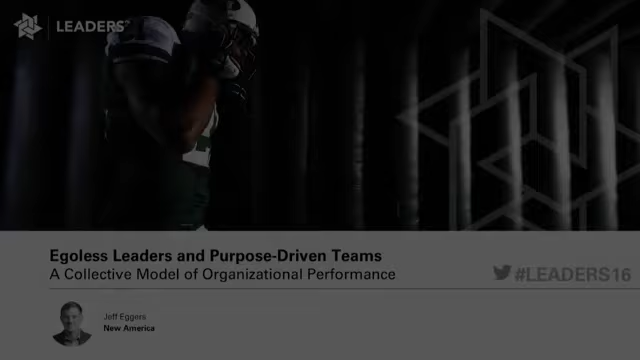 LEADERS
Egoless Leaders and Purpose-Driven Teams
A Collective Model of Organizational Performance
#LEADERS16
Jeff Eggers
New America